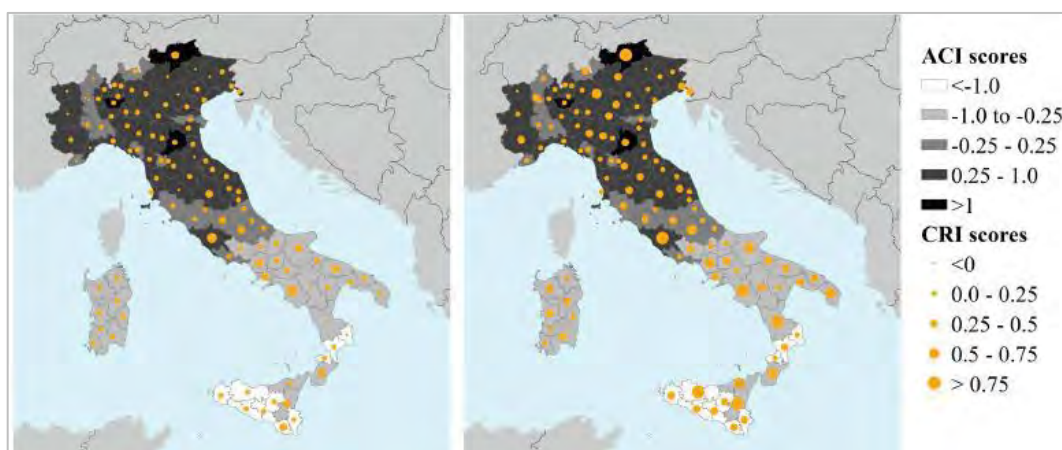 ACI scores
<-1.0
-1.0 to -0.25
-0.25 - 0.25
0.25 - 1.0
>1
CRI scores
<0
0.0 - 0.25
0.25 - 0.5
0.5 - 0.75
> 0.75